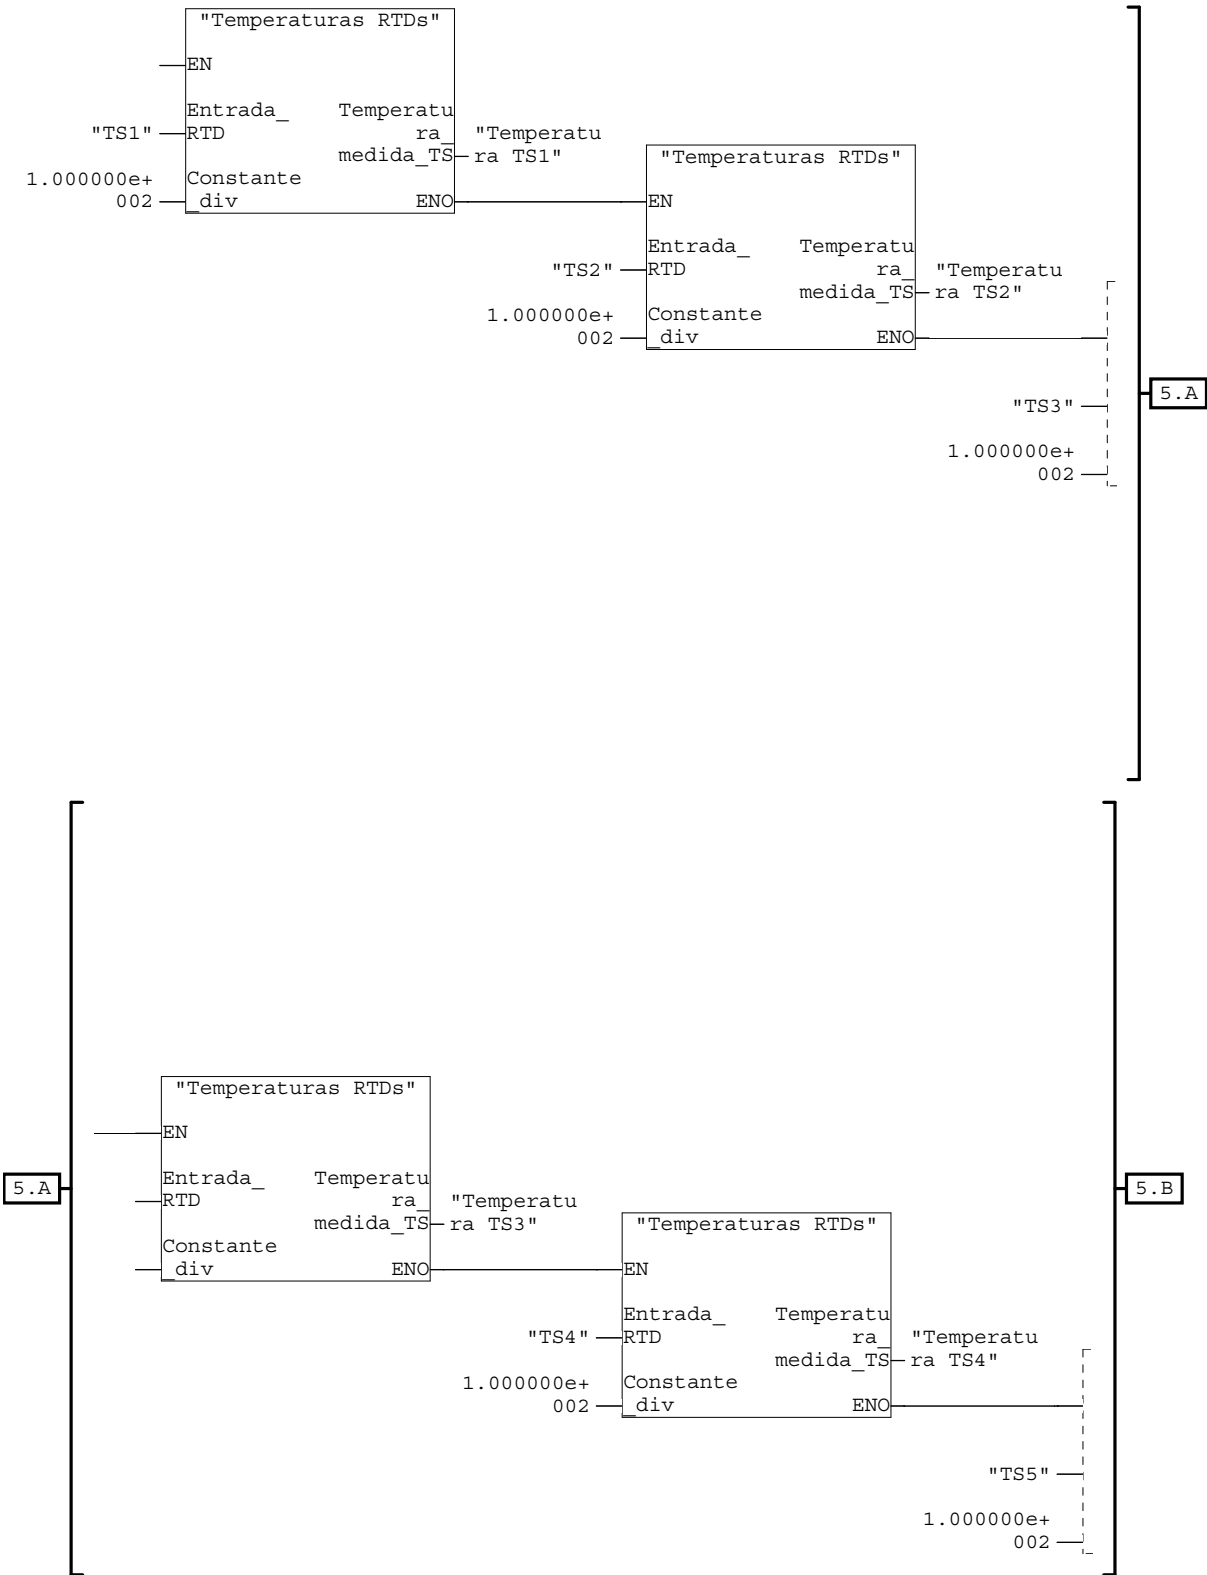 "Temperaturas RTDs"
EN
Entrada_ Temperatu
"TS1" RTD ra_ "Temperatu
medida_TS ra TS1"
1.000000e+ Constante
002 _div ENO
"Temperaturas RTDs"
EN
Entrada_ Temperatu
"TS2" RTD ra_ "Temperatu
medida_TS ra TS2"
1.000000e+ Constante
002 _div ENO
"TS3"
1.000000e+
002
5.A
5.A
"Temperaturas RTDs"
EN
Entrada_ Temperatu
RTD ra_ "Temperatu
medida_TS ra TS3"
Constante
_div ENO
"Temperaturas RTDs"
EN
Entrada_ Temperatu
"TS4" RTD ra_ "Temperatu
medida_TS ra TS4"
1.000000e+ Constante
002 _div ENO
"TS5"
1.000000e+
002
5.B